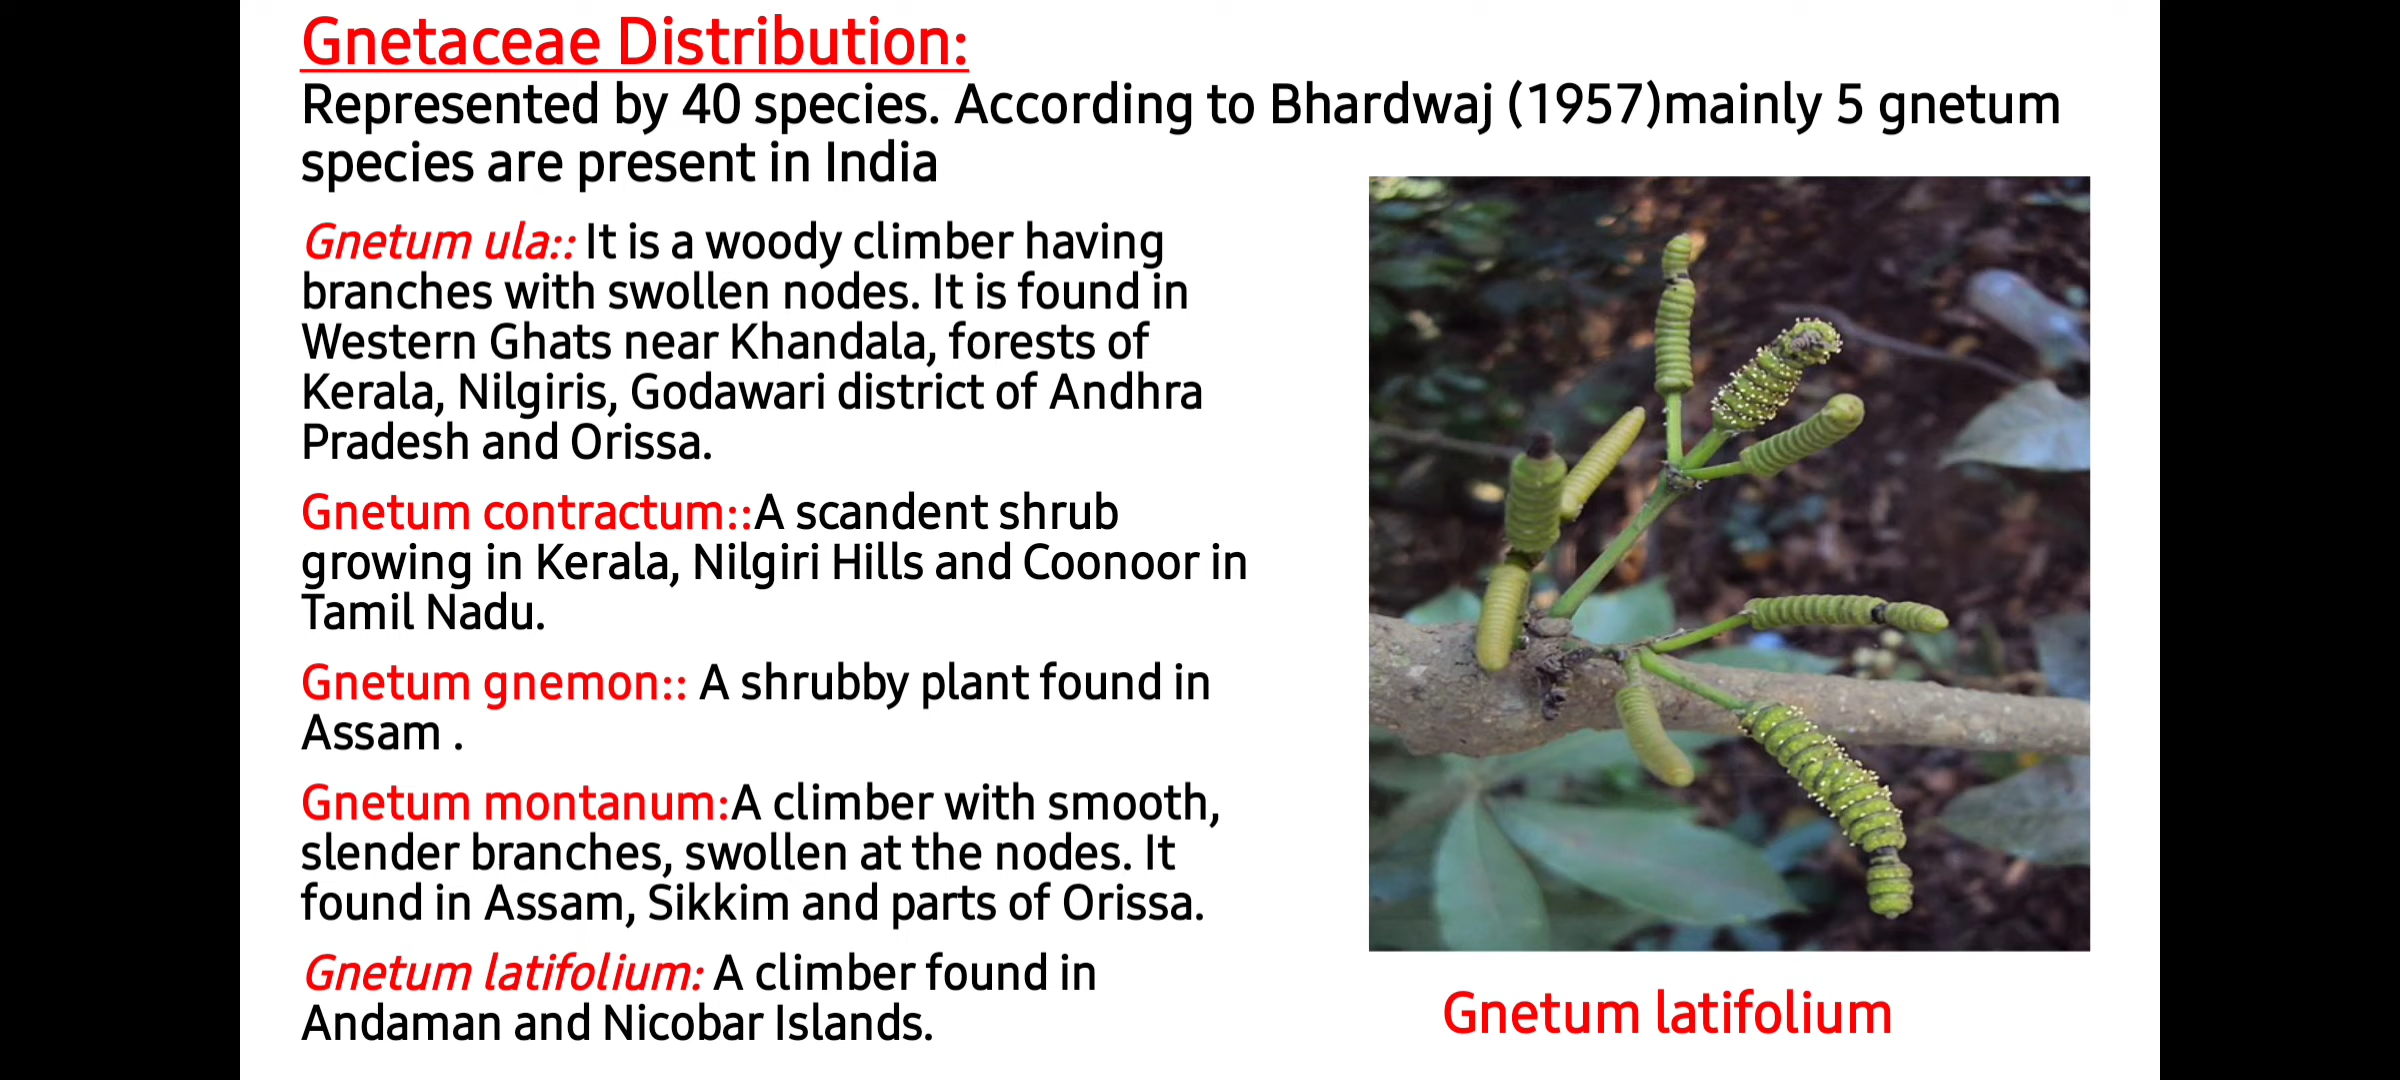 Gnetaceae Distribution:
Represented by 40 species. According to Bhardwaj (1957)mainly 5 gnetum
species are present in India
Gnetum ula:: It is a woody climber having
branches with swollen nodes. It is found in
Western Ghats near Khandala, forests of
Kerala, Nilgiris, Godawari district of Andhra
Pradesh and Orissa.
Gnetum contractum::A scandent shrub
growing in Kerala, Nilgiri Hills and Coonoor in
Tamil Nadu.
Gnetum gnemon:: A shrubby plant found in
Assam .
Gnetum montanum:A climber with smooth,
slender branches, swollen at the nodes. It
found in Assam, Sikkim and parts of Orissa.
Gnetum latifolium: A climber found in
Andaman and Nicobar Islands.
Gnetum latifolium